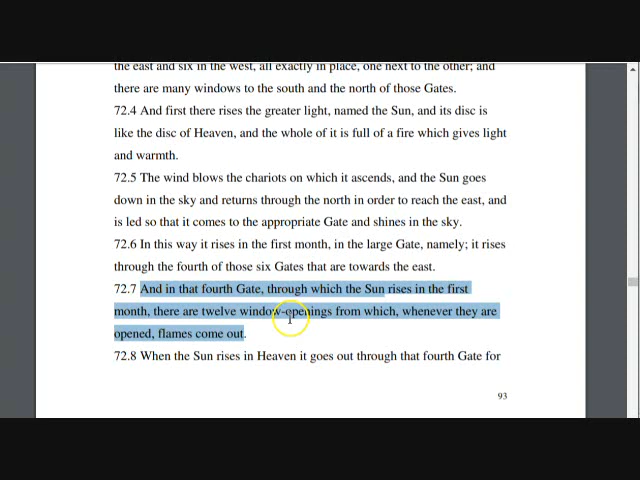 the east and six in the west, all exactly in place, one next to the other; and
there are many windows to the south and the north of those Gates.
72.4 And first there rises the greater light, named the Sun, and its disc is
like the disc of Heaven, and the whole of it is full of a fire which gives light
and warmth.
72.5 The wind blows the chariots on which it ascends, and the Sun goes
down in the sky and returns through the north in order to reach the east, and
is led so that it comes to the appropriate Gate and shines in the sky.
72.6 In this way it rises in the first month, in the large Gate, namely; it rises
through the fourth of those six Gates that are towards the east.
72.7 And in that fourth Gate, through which the Sun rises in the first
month, there are twelve window-openings from which, whenever they are
opened, flames come out.
72.8 When the Sun rises in Heaven it goes out through that fourth Gate for
93